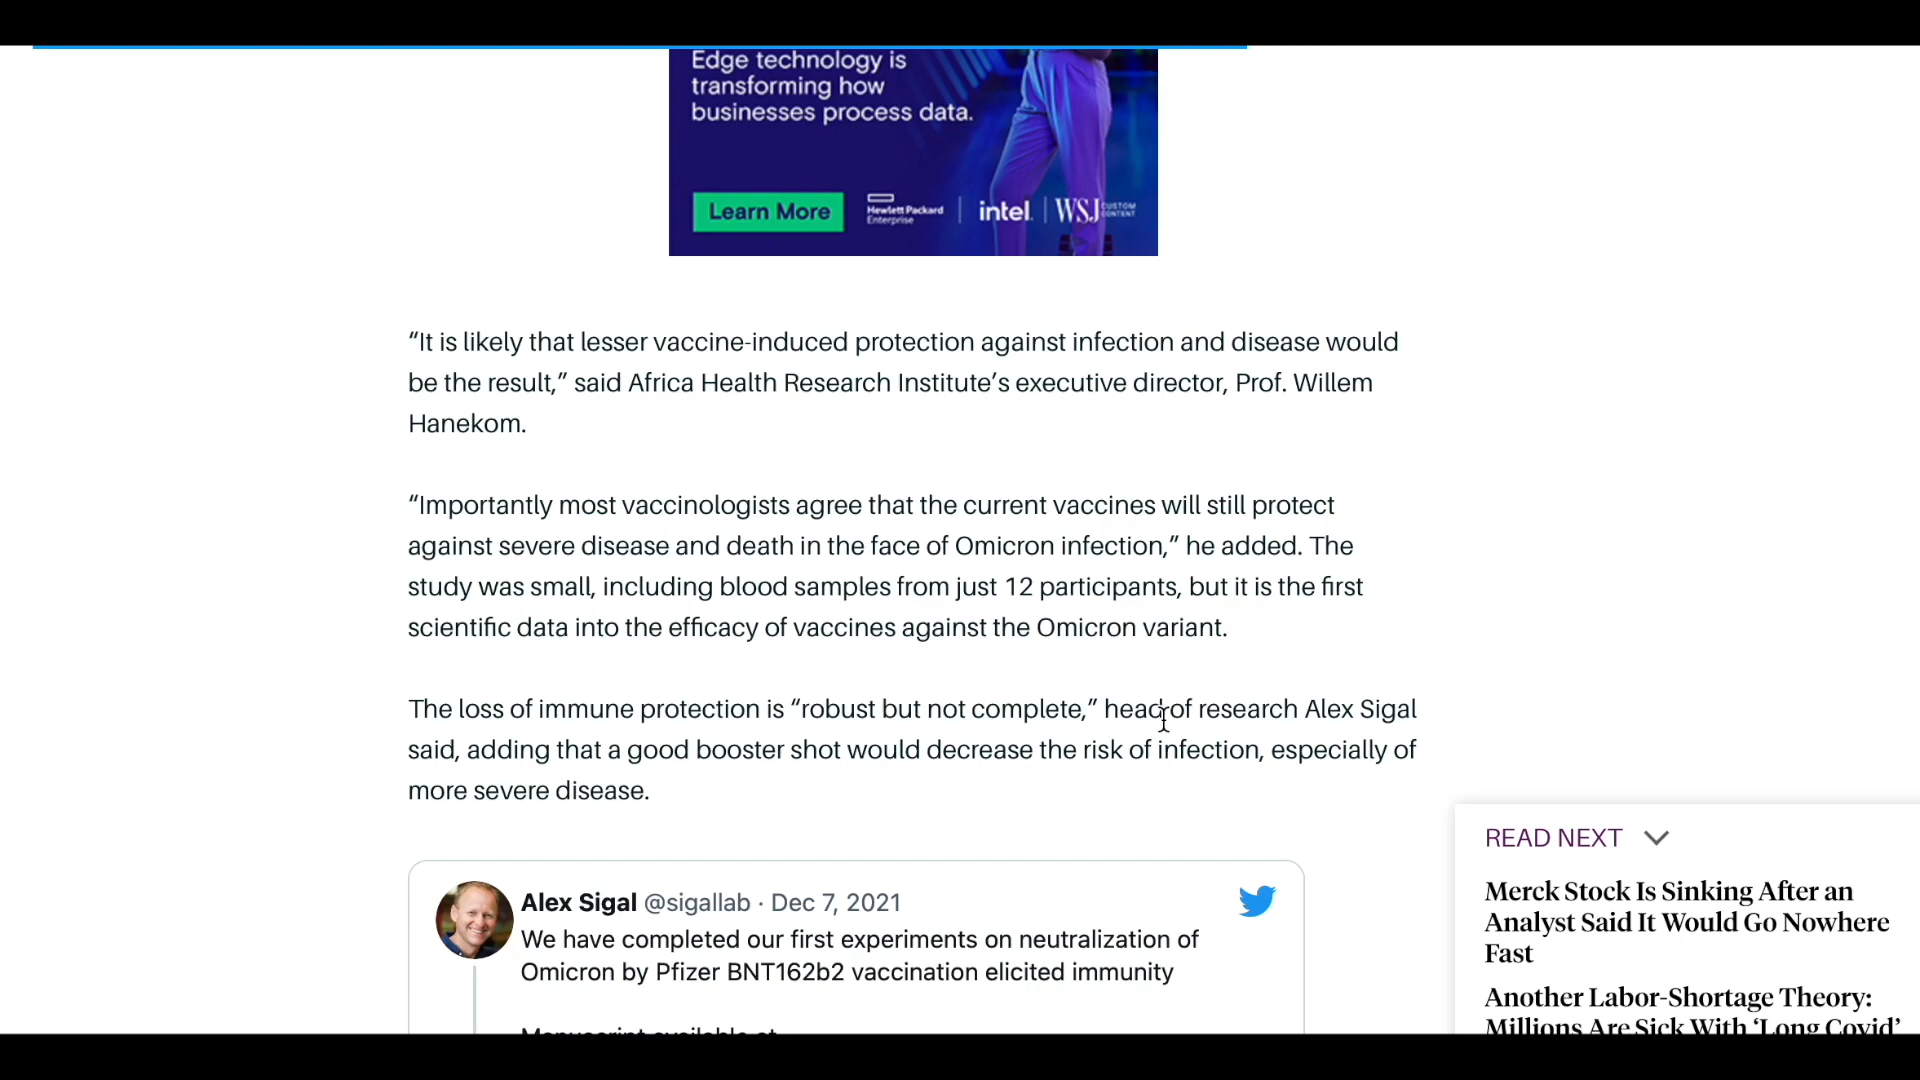 Edge technology is
transforming how
businesses process data.
Learn More
Hewlett Packard
Enterprise
intel.
WSJ CUSTOM
CONTENT
“It is likely that lesser vaccine-induced protection against infection and disease would
be the result,” said Africa Health Research Institute’s executive director, Prof. Willem
Hanekom.
“Importantly most vaccinologists agree that the current vaccines will still protect
against severe disease and death in the face of Omicron infection,” he added. The
study was small, including blood samples from just 12 participants, but it is the first
scientific data into the efficacy of vaccines against the Omicron variant.
The loss of immune protection is “robust but not complete,” head of research Alex Sigal
said, adding that a good booster shot would decrease the risk of infection, especially of
more severe disease.
Alex Sigal @sigallab · Dec 7, 2021
We have completed our first experiments on neutralization of
Omicron by Pfizer BNT162b2 vaccination elicited immunity
Manuscript available at
READ NEXT
Merck Stock Is Sinking After an
Analyst Said It Would Go Nowhere
Fast
Another Labor-Shortage Theory:
Millions Are Sick With ‘Long Covid’